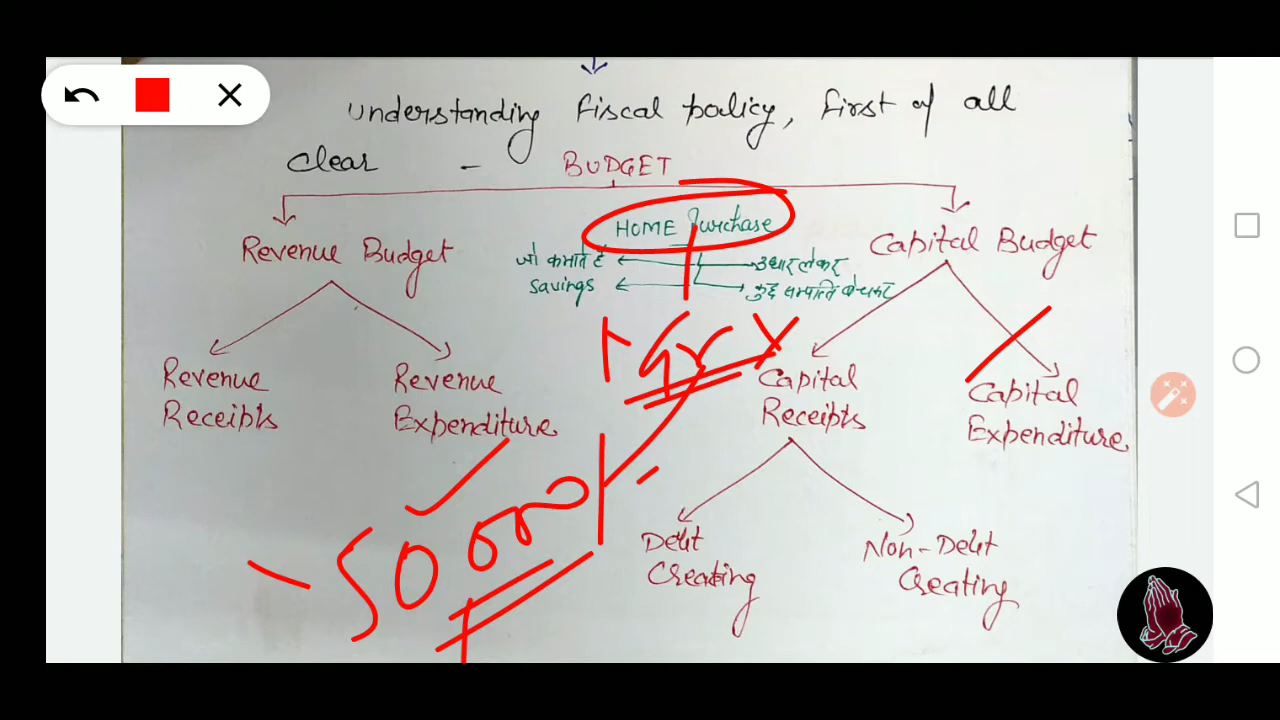 understanding fiscal policy, first of all
clear - BUDGET
HOME Purchase
Revenue Budget
Capital Budget
जो कमाते है
उधार लेकर
savings
कुछ सम्पत्ति बेचकर
Revenue
Receipts
Revenue
Expenditure
Capital
Receipts
Capital
Expenditure
50000/-
Debt
Creating
Non-Debt
Creating